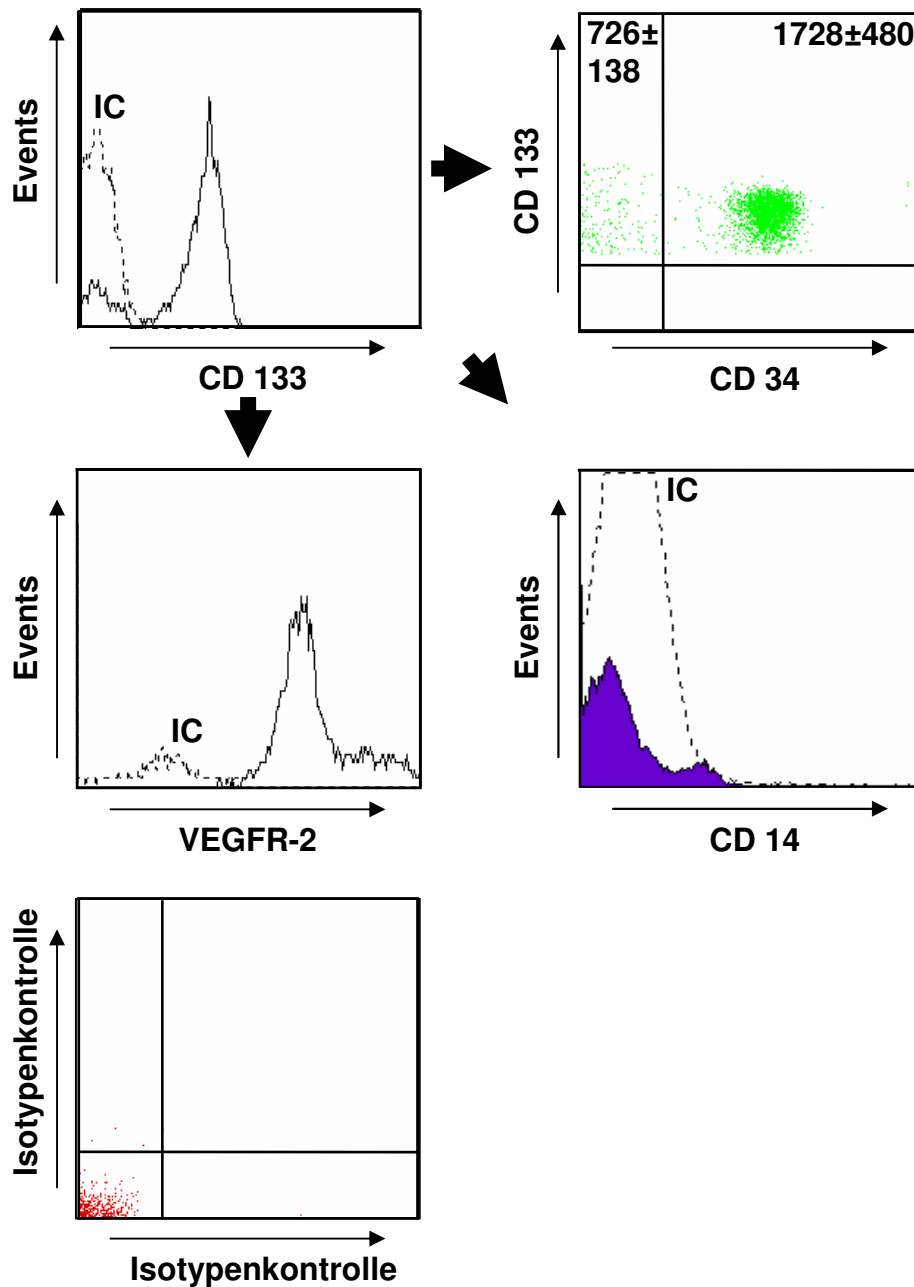 Events
IC
CD 133
CD 133
726±
138
1728±480
CD 34
Events
IC
VEGFR-2
Events
IC
CD 14
Isotypenkontrolle
Isotypenkontrolle